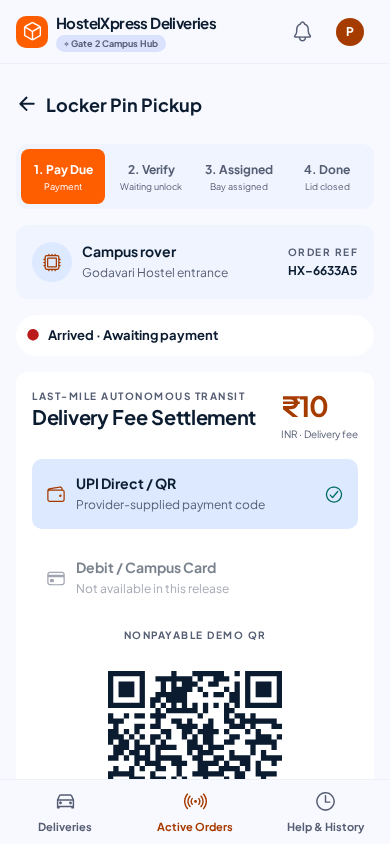 HostelXpress Deliveries
Gate 2 Campus Hub
P
Locker Pin Pickup
1. Pay Due
Payment
2. Verify
Waiting unlock
3. Assigned
Bay assigned
4. Done
Lid closed
Campus rover
Godavari Hostel entrance
ORDER REF
HX-6633A5
Arrived · Awaiting payment
LAST-MILE AUTONOMOUS TRANSIT
Delivery Fee Settlement
₹10
INR · Delivery fee
UPI Direct / QR
Provider-supplied payment code
Debit / Campus Card
Not available in this release
NONPAYABLE DEMO QR
Deliveries
Active Orders
Help & History